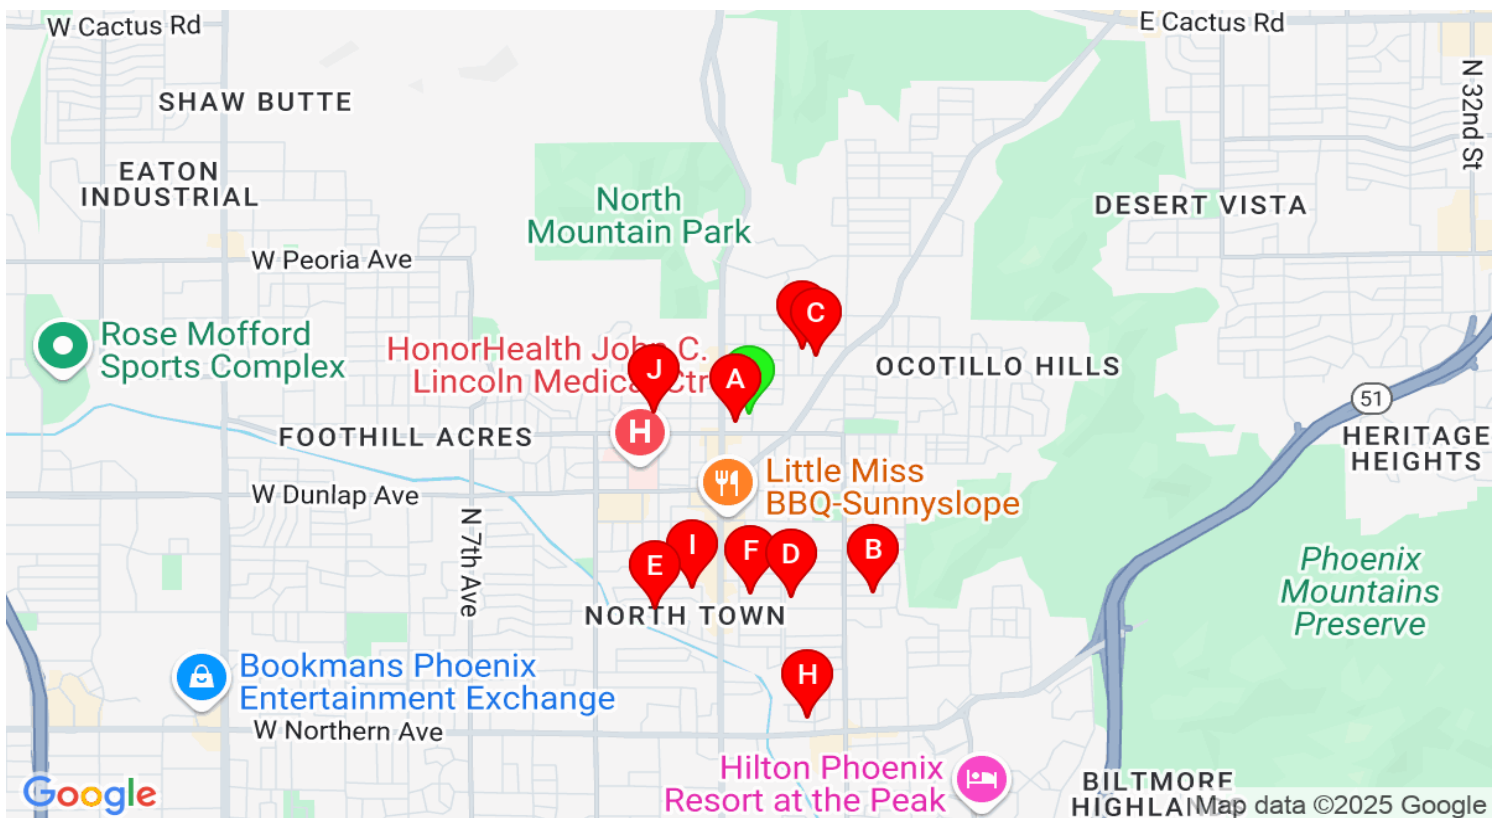 W Cactus Rd
E Cactus Rd
N 32nd St
SHAW BUTTE
EATON
INDUSTRIAL
North
Mountain Park
DESERT VISTA
W Peoria Ave
C
Rose Mofford
Sports Complex
HonorHealth John C.
Lincoln Medical Ctr
J
A
OCOTILLO HILLS
51
H
FOOTHILL ACRES
HERITAGE
HEIGHTS
W Dunlap Ave
Little Miss
BBQ-Sunnyslope
N 7th Ave
I
F
D
B
E
NORTH TOWN
Phoenix
Mountains
Preserve
Bookmans Phoenix
Entertainment Exchange
H
W Northern Ave
Hilton Phoenix
Resort at the Peak
BILTMORE
Google
Map data ©2025 Google